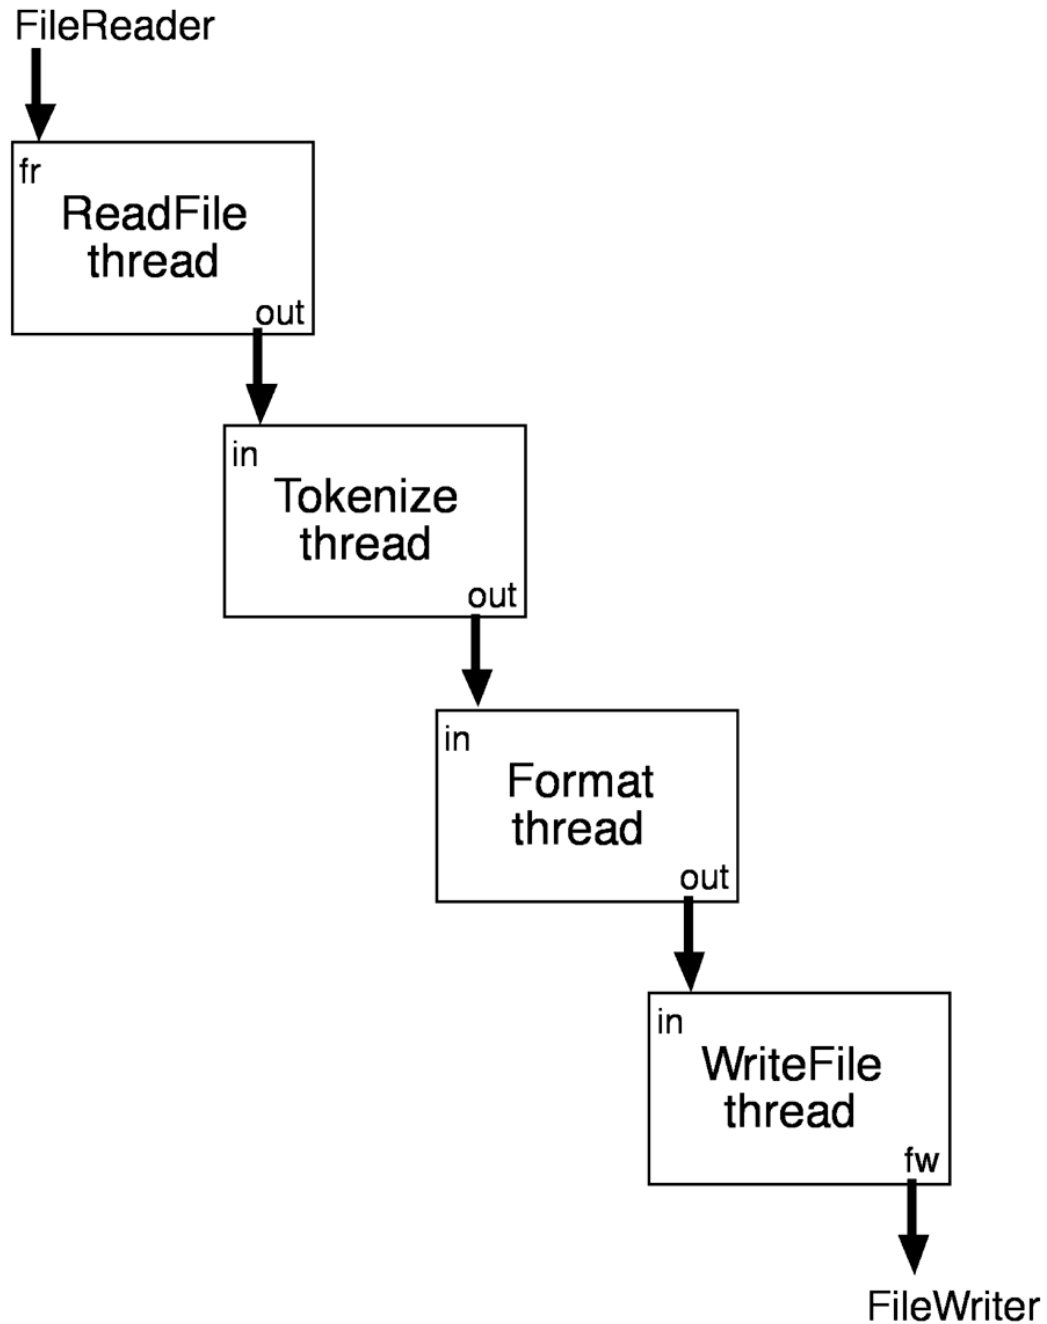 FileReader
fr
ReadFile
thread
out
in
Tokenize
thread
out
in
Format
thread
out
in
WriteFile
thread
fw
FileWriter